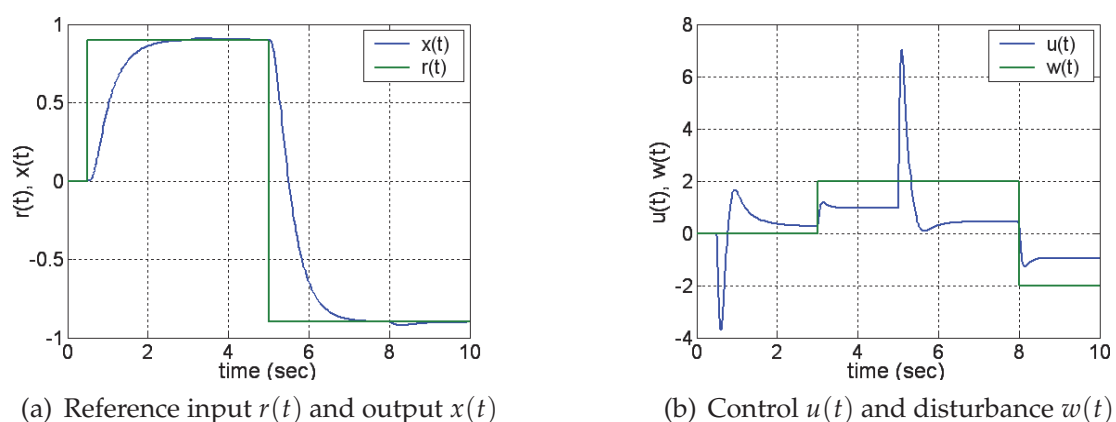 1
0.5
0
-0.5
-1
r(t), x(t)
0 2 4 6 8 10
time (sec)
x(t)
r(t)
(a) Reference input r(t) and output x(t)
8
6
4
2
0
-2
-4
u(t), w(t)
0 2 4 6 8 10
time (sec)
u(t)
w(t)
(b) Control u(t) and disturbance w(t)